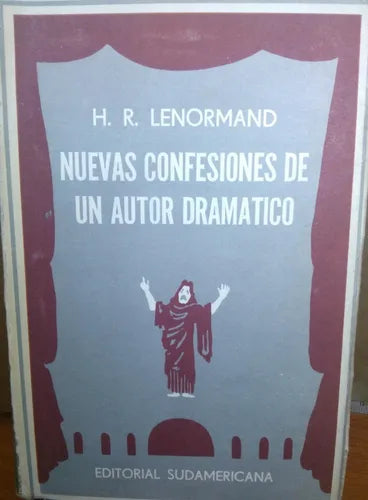 H. R. LENORMAND
NUEVAS CONFESIONES DE
UN AUTOR DRAMATICO
EDITORIAL SUDAMERICANA